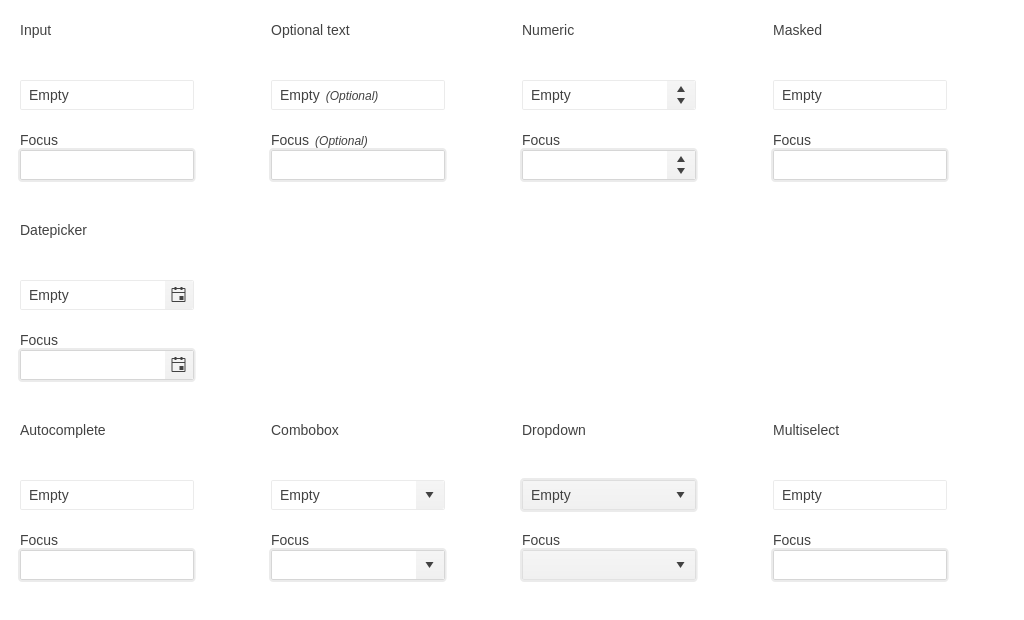 Input Optional text Numeric Masked
Empty Empty (Optional) Empty Empty
Focus Focus (Optional) Focus Focus
Datepicker
Empty
Focus
Autocomplete Combobox Dropdown Multiselect
Empty Empty Empty Empty
Focus Focus Focus Focus